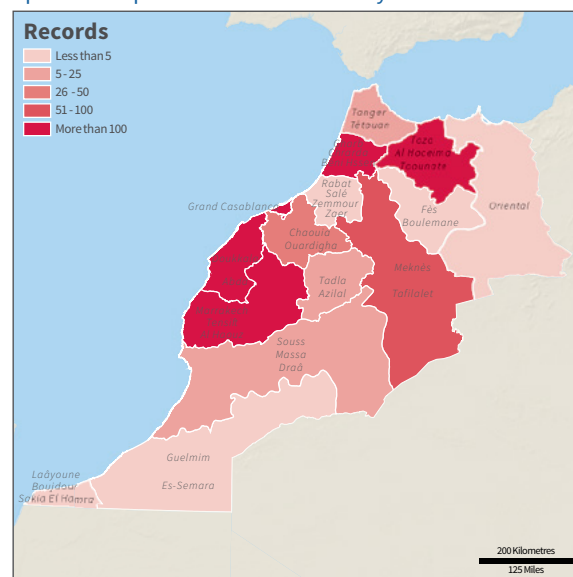 Records
Less than 5
5 - 25
26 - 50
51 - 100
More than 100
Tanger
Tétouan
Taza
Al Haceima
Taounate
Rabat
Salé
Zemmour
Zaer
Grand Casablanca
Fès
Boulemane
Oriental
Chaouia
Ouardigha
Meknès
Tafilalet
Tadla
Azilal
Souss
Massa
Draâ
Guelmim
Es-Semara
Laâyoune
Boujdour
Sakia El Hamra
200 Kilometres
125 Miles